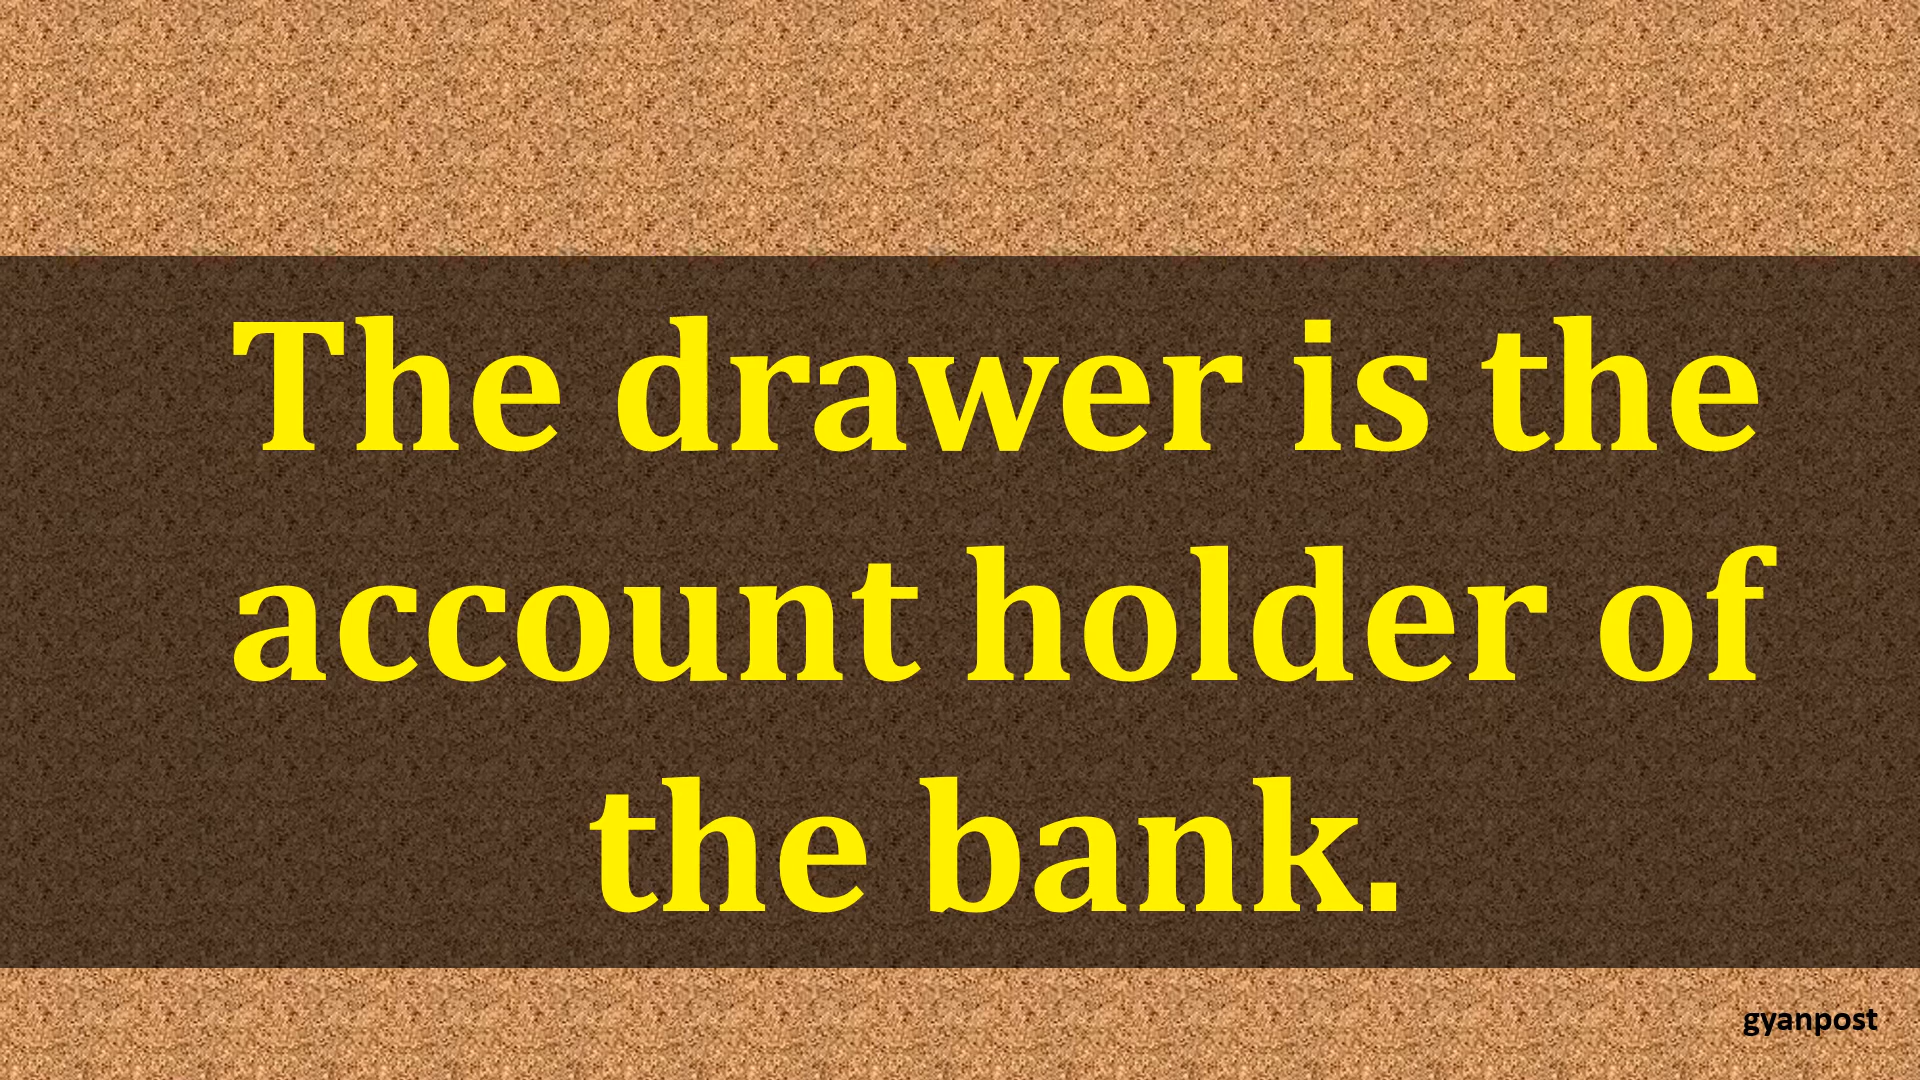 The drawer is the
account holder of
the bank.
gyanpost